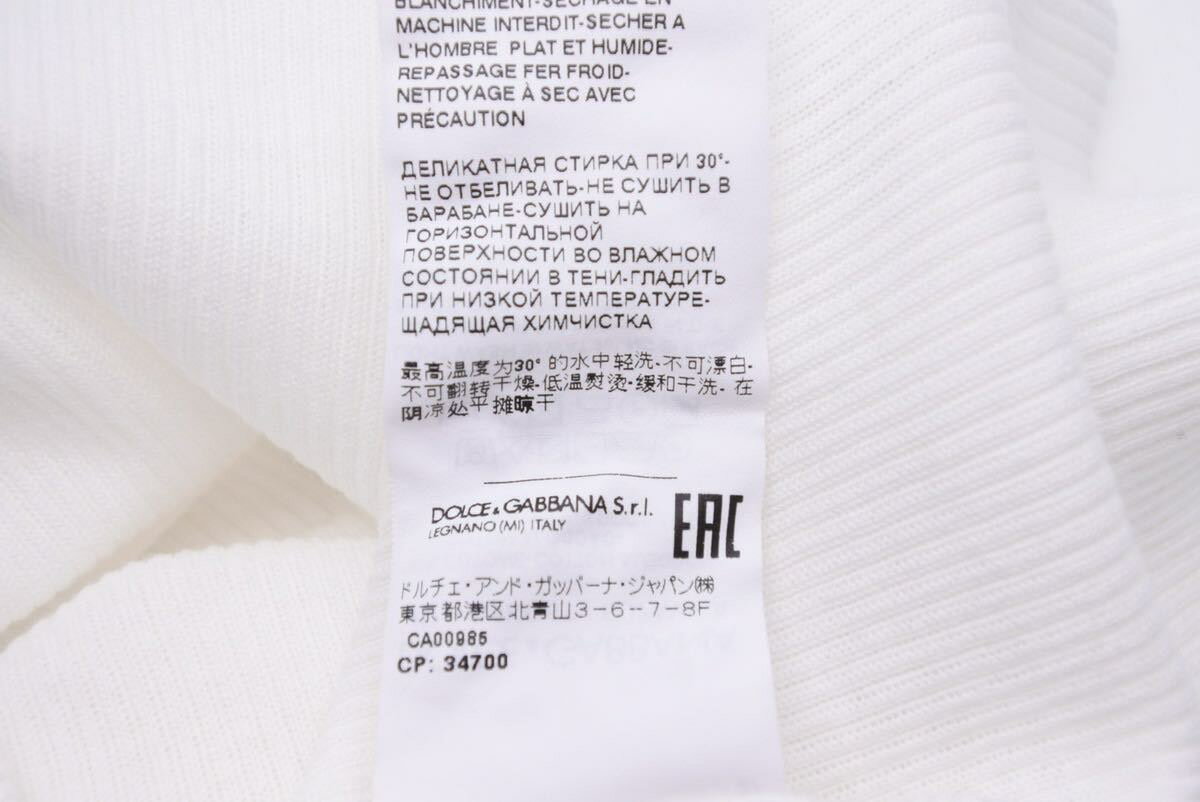 BLANCHIMENT-SECHAGE EN
MACHINE INTERDIT-SECHER A
L'HOMBRE PLAT ET HUMIDE-
REPASSAGE FER FROID-
NETTOYAGE À SEC AVEC
PRÉCAUTION
ДЕЛИКАТНАЯ СТИРКА ПРИ 30°-
НЕ ОТБЕЛИВАТЬ-НЕ СУШИТЬ В
БАРАБАНЕ-СУШИТЬ НА
ГОРИЗОНТАЛЬНОЙ
ПОВЕРХНОСТИ ВО ВЛАЖНОМ
СОСТОЯНИИ В ТЕНИ-ГЛАДИТЬ
ПРИ НИЗКОЙ ТЕМПЕРАТУРЕ-
ЩАДЯЩАЯ ХИМЧИСТКА
最高温度为30°的水中轻洗-不可漂白-
不可翻转干燥-低温熨烫-缓和干洗-在
阴凉处平摊晾干
DOLCE & GABBANA S.r.l.
LEGNANO (MI) ITALY
EAC
ドルチェ・アンド・ガッバーナ・ジャパン㈱
東京都港区北青山3-6-7-8F
CA00985
CP: 34700